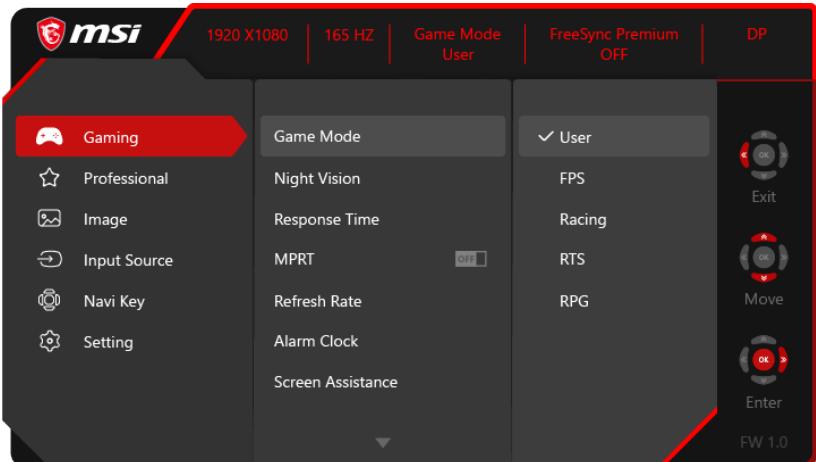 msi
1920 X1080
165 HZ
Game Mode
User
FreeSync Premium
OFF
DP
Gaming
Professional
Image
Input Source
Navi Key
Setting
Game Mode
Night Vision
Response Time
MPRT
OFF
Refresh Rate
Alarm Clock
Screen Assistance
User
FPS
Racing
RTS
RPG
OK
Exit
OK
Move
OK
Enter
FW 1.0